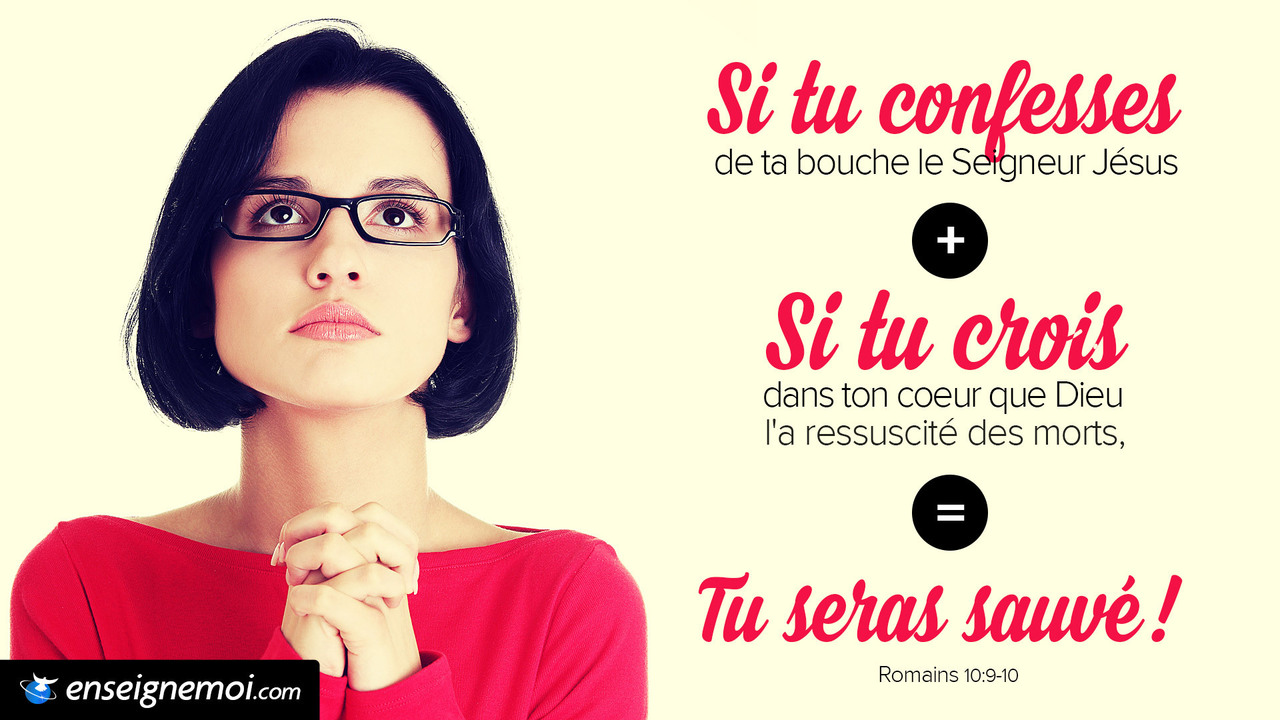 Si tu confesses
de ta bouche le Seigneur Jésus
+
Si tu crois
dans ton coeur que Dieu
l'a ressuscité des morts,
=
Tu seras sauvé !
Romains 10:9-10
enseignemoi.com